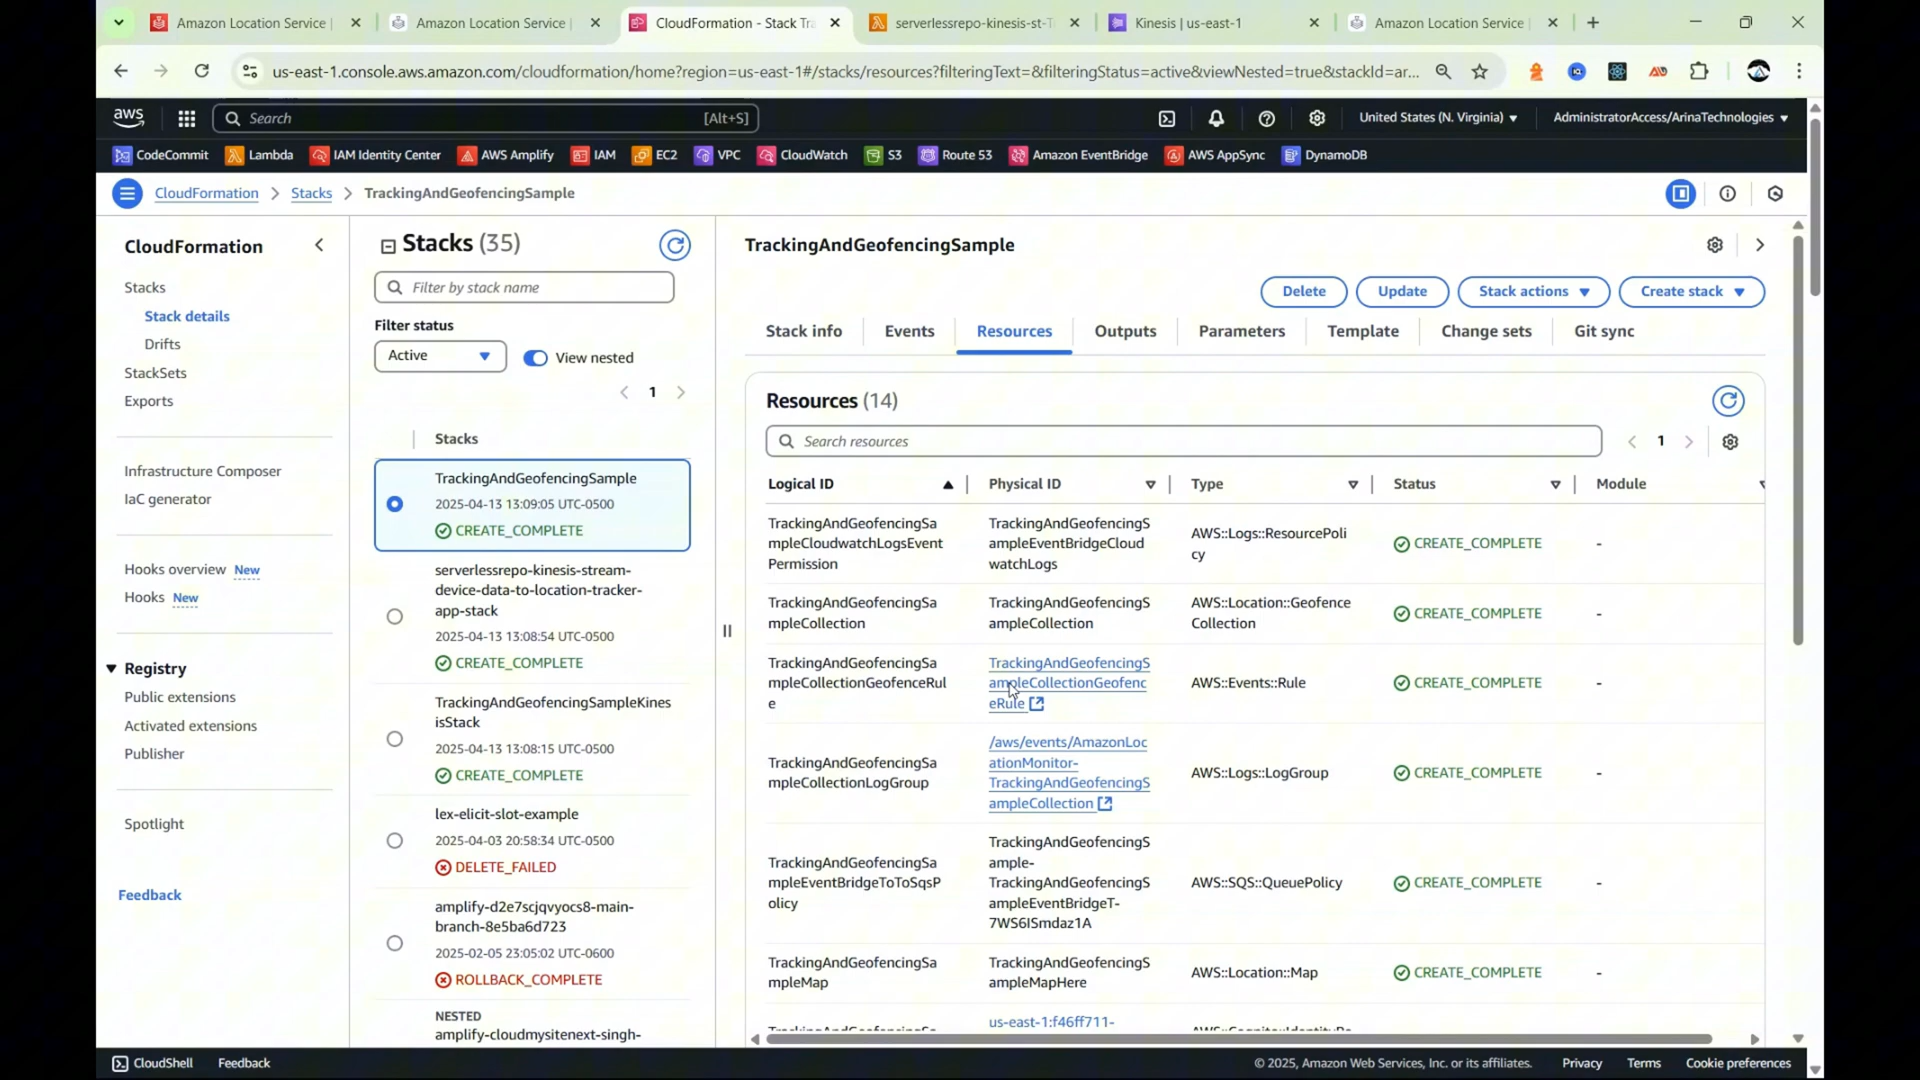 Amazon Location Service |
Amazon Location Service |
CloudFormation - Stack Tra
serverlessrepo-kinesis-st-T
Kinesis | us-east-1
Amazon Location Service |
us-east-1.console.aws.amazon.com/cloudformation/home?region=us-east-1#/stacks/resources?filteringText=&filteringStatus=active&viewNested=true&stackId=ar...
aws
Search
[Alt+S]
United States (N. Virginia)
AdministratorAccess/ArinaTechnologies
CodeCommit
Lambda
IAM Identity Center
AWS Amplify
IAM
EC2
VPC
CloudWatch
S3
Route 53
Amazon EventBridge
AWS AppSync
DynamoDB
CloudFormation
Stacks
TrackingAndGeofencingSample
CloudFormation
Stacks
Stack details
Drifts
StackSets
Exports
Infrastructure Composer
IaC generator
Hooks overview New
Hooks New
Registry
Public extensions
Activated extensions
Publisher
Spotlight
Feedback
Stacks (35)
Filter by stack name
Filter status
Active
View nested
1
Stacks
TrackingAndGeofencingSample
2025-04-13 13:09:05 UTC-0500
CREATE_COMPLETE
serverlessrepo-kinesis-stream-
device-data-to-location-tracker-
app-stack
2025-04-13 13:08:54 UTC-0500
CREATE_COMPLETE
TrackingAndGeofencingSampleKines
isStack
2025-04-13 13:08:15 UTC-0500
CREATE_COMPLETE
lex-elicit-slot-example
2025-04-03 20:58:34 UTC-0500
DELETE_FAILED
amplify-d2e7scjqvyocs8-main-
branch-8e5ba6d723
2025-02-05 23:05:02 UTC-0600
ROLLBACK_COMPLETE
NESTED
amplify-cloudmysitenext-singh-
TrackingAndGeofencingSample
Delete
Update
Stack actions
Create stack
Stack info
Events
Resources
Outputs
Parameters
Template
Change sets
Git sync
Resources (14)
Search resources
1
Logical ID
Physical ID
Type
Status
Module
TrackingAndGeofencingSa
mpleCloudwatchLogsEvent
Permission
TrackingAndGeofencingS
ampleEventBridgeCloud
watchLogs
AWS::Logs::ResourcePoli
cy
CREATE_COMPLETE
-
TrackingAndGeofencingSa
mpleCollection
TrackingAndGeofencingS
ampleCollection
AWS::Location::Geofence
Collection
CREATE_COMPLETE
-
TrackingAndGeofencingSa
mpleCollectionGeofenceRul
e
TrackingAndGeofencingS
ampleCollectionGeofenc
eRule
AWS::Events::Rule
CREATE_COMPLETE
-
TrackingAndGeofencingSa
mpleCollectionLogGroup
/aws/events/AmazonLoc
ationMonitor-
TrackingAndGeofencingS
ampleCollection
AWS::Logs::LogGroup
CREATE_COMPLETE
-
TrackingAndGeofencingSa
mpleEventBridgeToToSqsP
olicy
TrackingAndGeofencingS
ample-
TrackingAndGeofencingS
ampleEventBridgeT-
7WS6ISmdaz1A
AWS::SQS::QueuePolicy
CREATE_COMPLETE
-
TrackingAndGeofencingSa
mpleMap
TrackingAndGeofencingS
ampleMapHere
AWS::Location::Map
CREATE_COMPLETE
-
us-east-1:f46ff711-
CloudShell
Feedback
© 2025, Amazon Web Services, Inc. or its affiliates.
Privacy
Terms
Cookie preferences